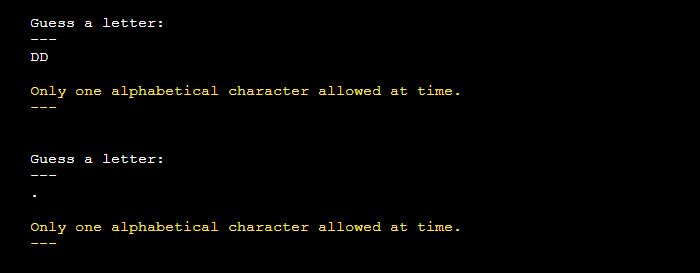 Guess a letter:
---
DD
Only one alphabetical character allowed at time.
---
Guess a letter:
---
.
Only one alphabetical character allowed at time.
---